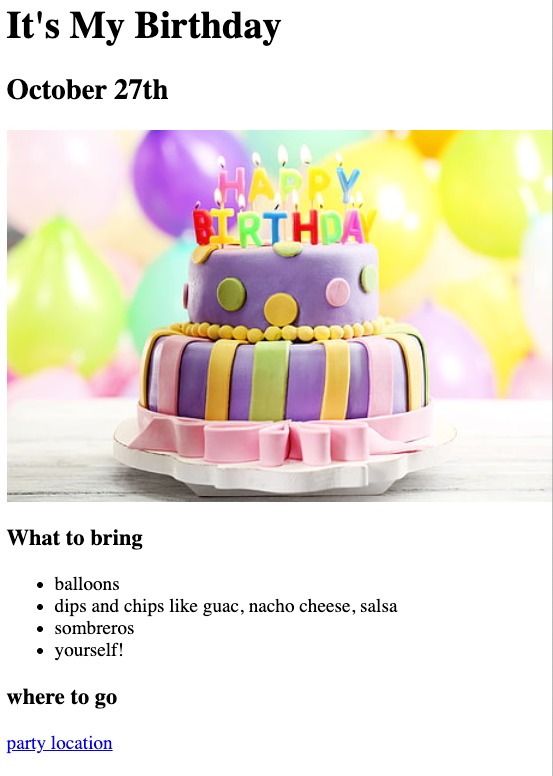 It's My Birthday
October 27th
HAPPY
BIRTHDAY
What to bring
balloons
dips and chips like guac, nacho cheese, salsa
sombreros
yourself!
where to go
party location